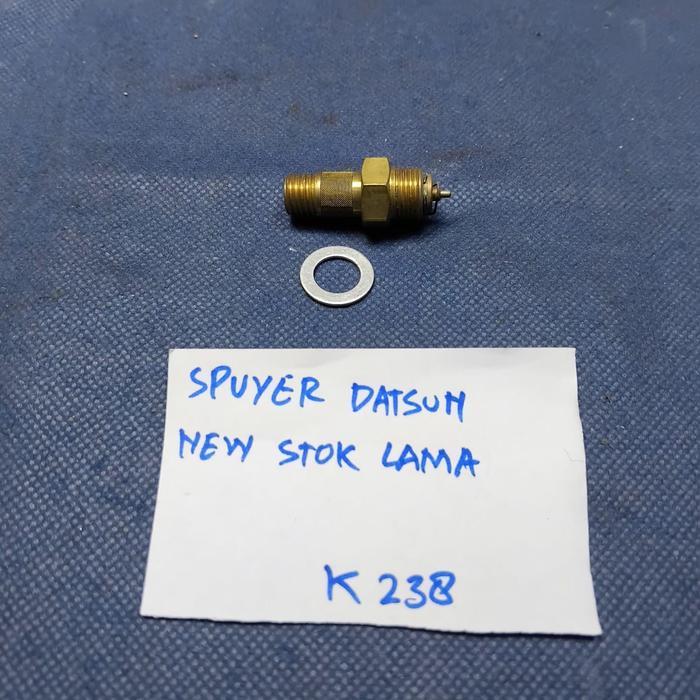 SPUYER DATSUN
NEW STOK LAMA
K 238